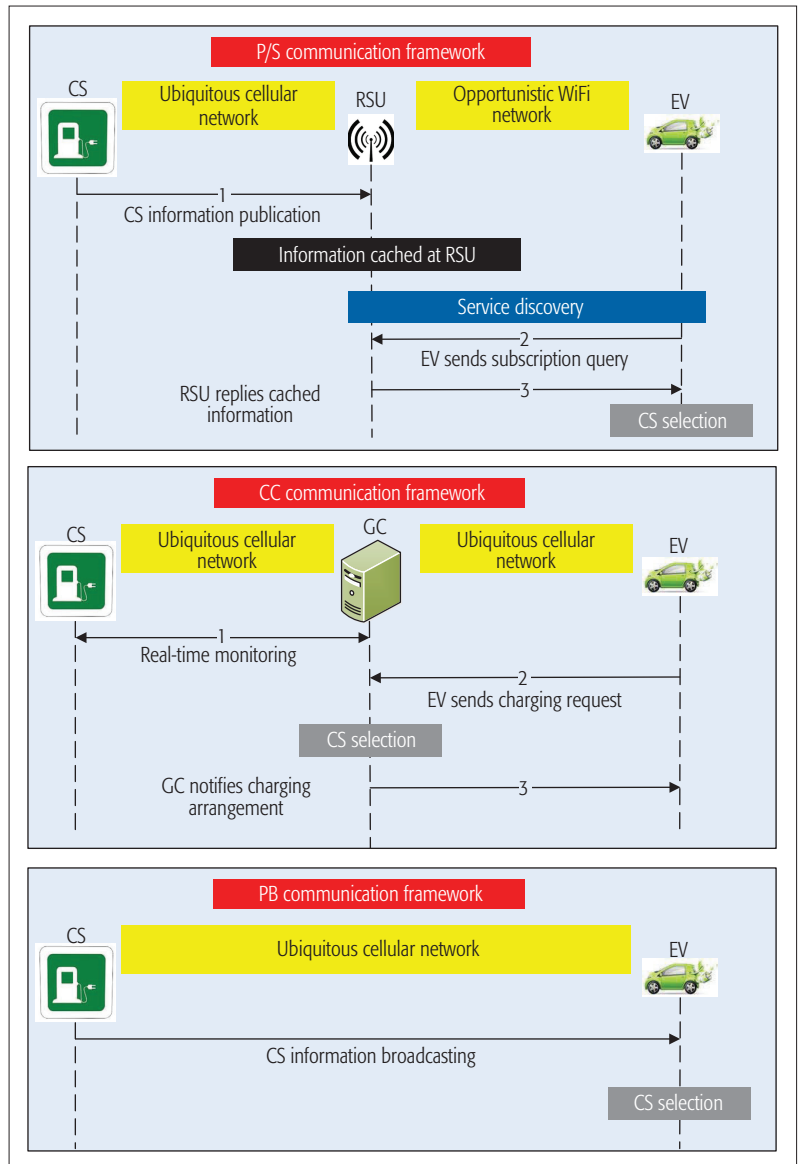 P/S communication framework
CS
Ubiquitous cellular
network
RSU
Opportunistic WiFi
network
EV
1
CS information publication
Information cached at RSU
Service discovery
2
EV sends subscription query
RSU replies cached
information
3
CS selection
CC communication framework
CS
Ubiquitous cellular
network
GC
Ubiquitous cellular
network
EV
1
Real-time monitoring
2
EV sends charging request
CS selection
GC notifies charging
arrangement
3
PB communication framework
CS
Ubiquitous cellular network
EV
CS information broadcasting
CS selection